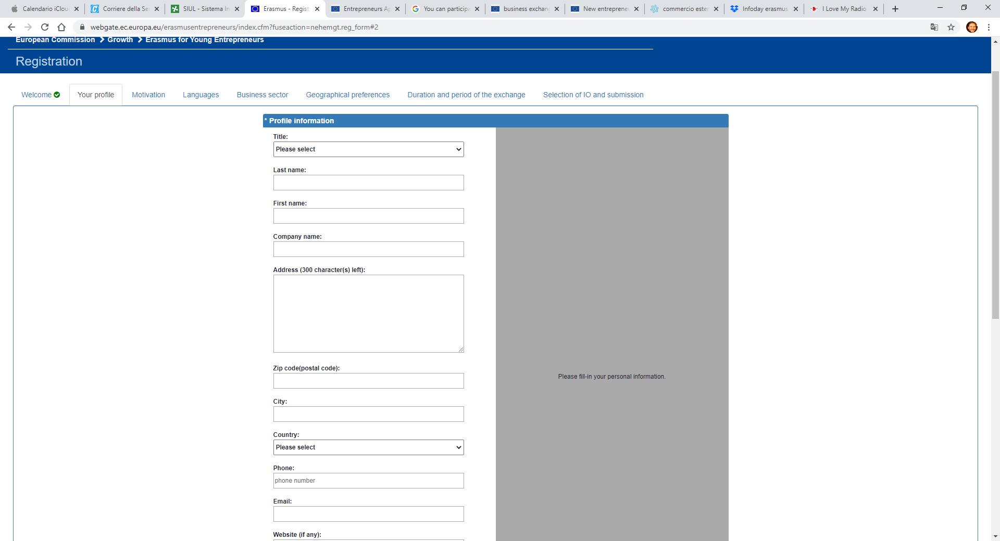 Calendario iClou
Corriere della Se
SIUL - Sistema In
Erasmus - Regist
Entrepreneurs Ap
You can participa
business exchan
New entreprene
commercio ester
Infoday erasmus
I Love My Radio
webgate.ec.europa.eu/erasmusentrepreneurs/index.cfm?fuseaction=nehemgt.reg_form#2
European Commission > Growth > Erasmus for Young Entrepreneurs
Registration
Welcome
Your profile
Motivation
Languages
Business sector
Geographical preferences
Duration and period of the exchange
Selection of IO and submission
* Profile information
Title:
Please select
Last name:
First name:
Company name:
Address (300 character(s) left):
Zip code(postal code):
Please fill-in your personal information.
City:
Country:
Please select
Phone:
phone number
Email:
Website (if any):